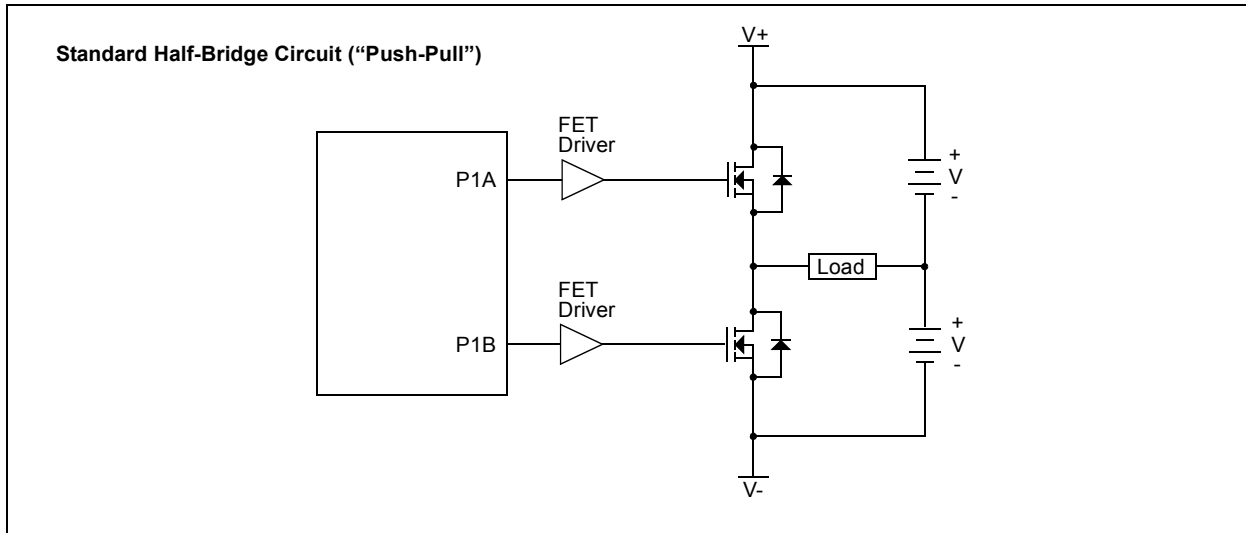 Standard Half-Bridge Circuit (“Push-Pull”)
V+
FET
Driver
P1A
+
V
-
Load
FET
Driver
P1B
+
V
-
V-